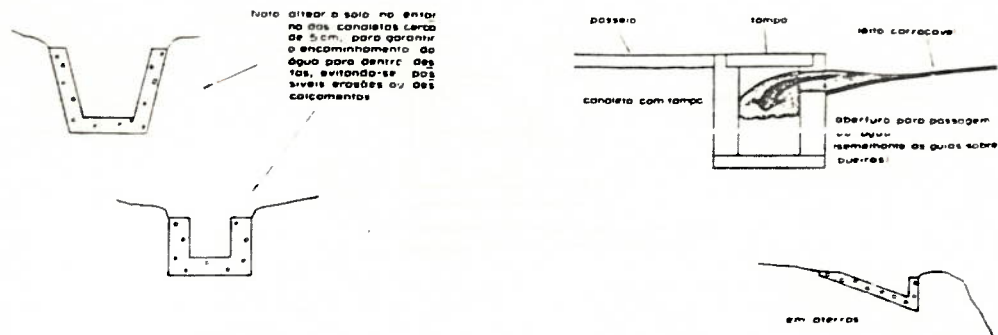 Nota altear o solo no entor
no das canaletas cerca
de 5cm, para garantir
o encaminhamento da
água para dentro des
tas, evitando-se pos
síveis erosões ou des
calçamentos
passeio
tampa
leito carroçável
canaleta com tampa
abertura para passagem
da água
(semelhante as guias sobre
bueiros)
em aterros